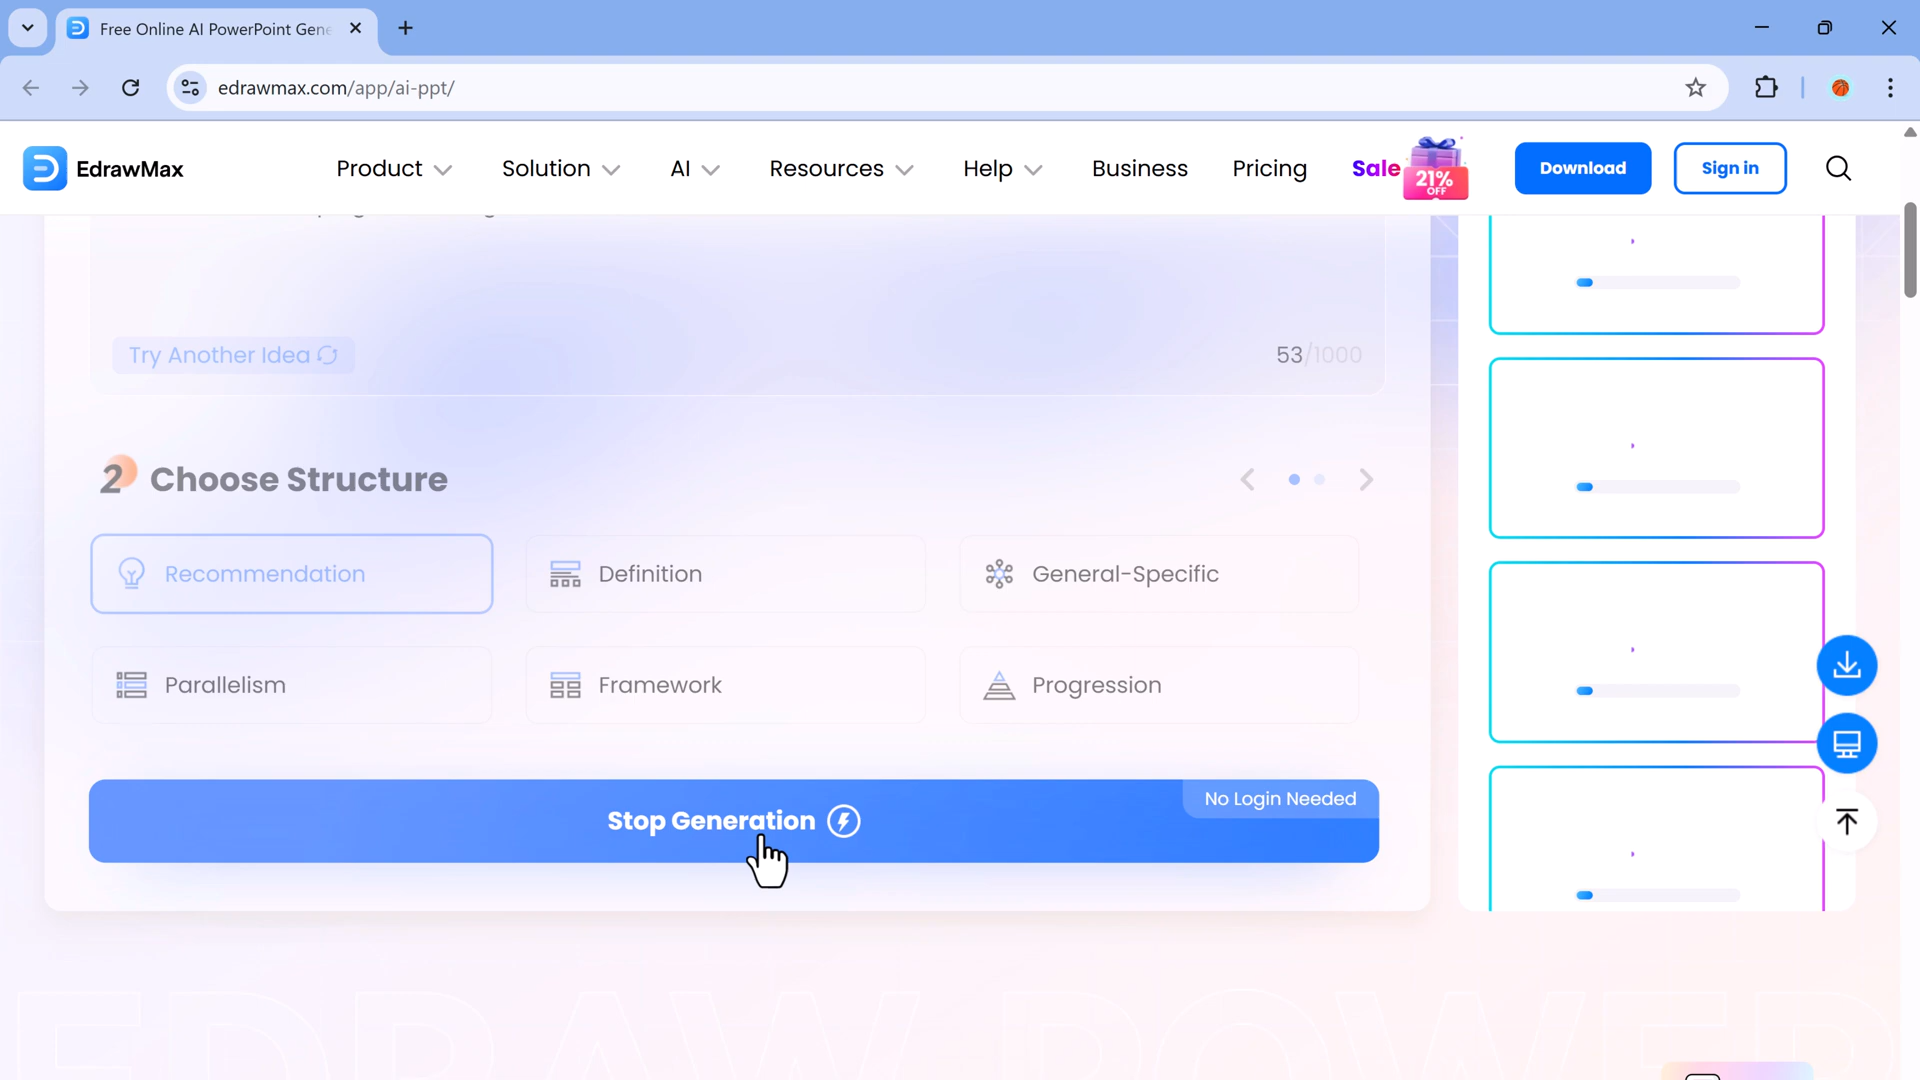 Free Online AI PowerPoint Gene
edrawmax.com/app/ai-ppt/
EdrawMax
Product
Solution
AI
Resources
Help
Business
Pricing
Sale
21%
OFF
Download
Sign in
Try Another Idea
53/1000
2 Choose Structure
Recommendation
Definition
General-Specific
Parallelism
Framework
Progression
No Login Needed
Stop Generation
EDRAW POWER